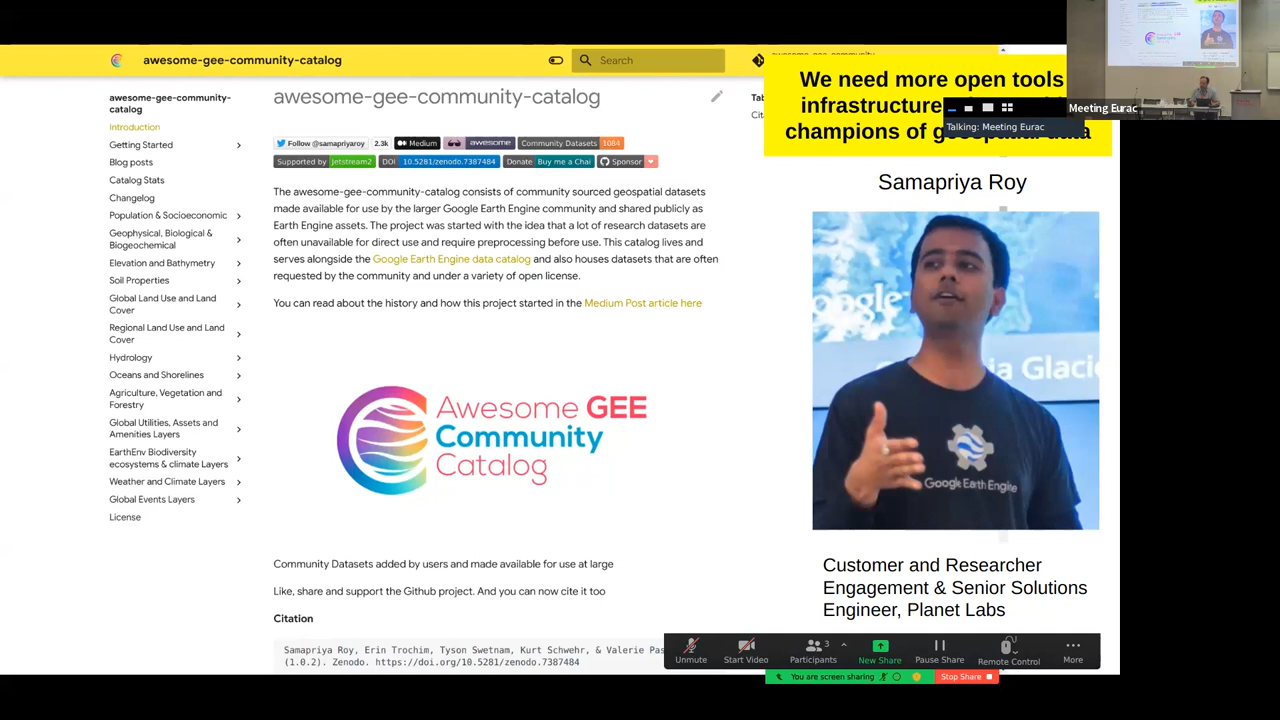 awesome-gee-community-catalog
Search
awesome-gee-community-
catalog
Introduction
Getting Started
Blog posts
Catalog Stats
Changelog
Population & Socioeconomic
Geophysical, Biological &
Biogeochemical
Elevation and Bathymetry
Soil Properties
Global Land Use and Land
Cover
Regional Land Use and Land
Cover
Hydrology
Oceans and Shorelines
Agriculture, Vegetation and
Forestry
Global Utilities, Assets and
Amenities Layers
EarthEnv Biodiversity
ecosystems & climate Layers
Weather and Climate Layers
Global Events Layers
License
awesome-gee-community-catalog
Follow @samapriyaroy 2.3k Medium awesome Community Datasets 1084
Supported by Jetstream2 DOI 10.5281/zenodo.7387484 Donate Buy me a Chai Sponsor
The awesome-gee-community-catalog consists of community sourced geospatial datasets
made available for use by the larger Google Earth Engine community and shared publicly as
Earth Engine assets. The project was started with the idea that a lot of research datasets are
often unavailable for direct use and require preprocessing before use. This catalog lives and
serves alongside the Google Earth Engine data catalog and also houses datasets that are often
requested by the community and under a variety of open license.
You can read about the history and how this project started in the Medium Post article here
Awesome GEE
Community
Catalog
Community Datasets added by users and made available for use at large
Like, share and support the Github project. And you can now cite it too
Citation
Samapriya Roy, Erin Trochim, Tyson Swetnam, Kurt Schwehr, & Valerie Pas
(1.0.2). Zenodo. https://doi.org/10.5281/zenodo.7387484
Tab
Cita
We need more open tools
infrastructure
champions of data
Meeting Eurac
Talking: Meeting Eurac
Samapriya Roy
Google
Glacie
Google Earth Engine
Customer and Researcher
Engagement & Senior Solutions
Engineer, Planet Labs
Unmute
Start Video
Participants 3
New Share
Pause Share
Remote Control
More
You are screen sharing
Stop Share